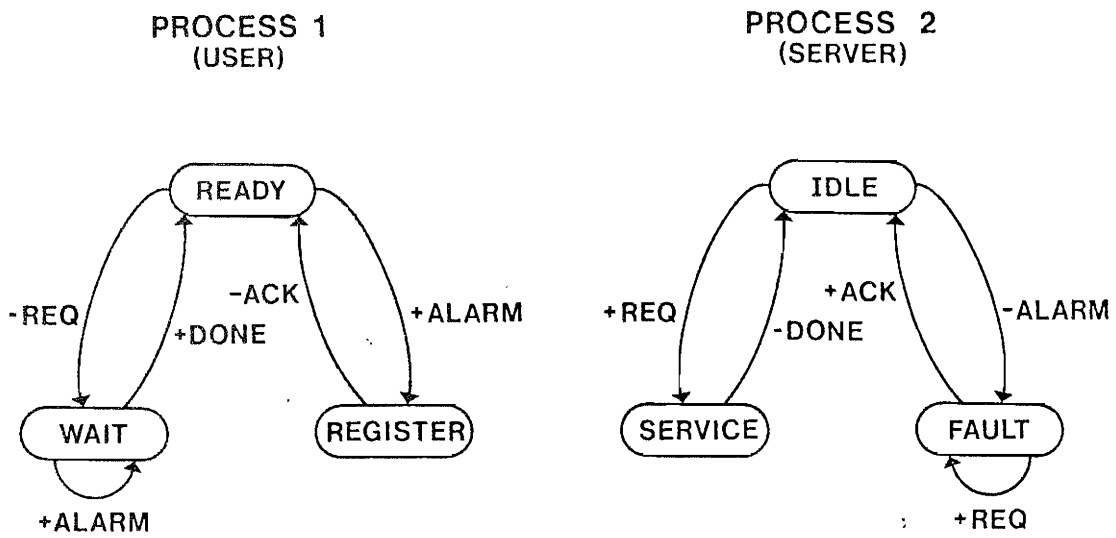 PROCESS 1
(USER)
PROCESS 2
(SERVER)
READY
IDLE
-REQ
+DONE
-ACK
+ALARM
+REQ
-DONE
+ACK
-ALARM
WAIT
REGISTER
SERVICE
FAULT
+ALARM
+REQ